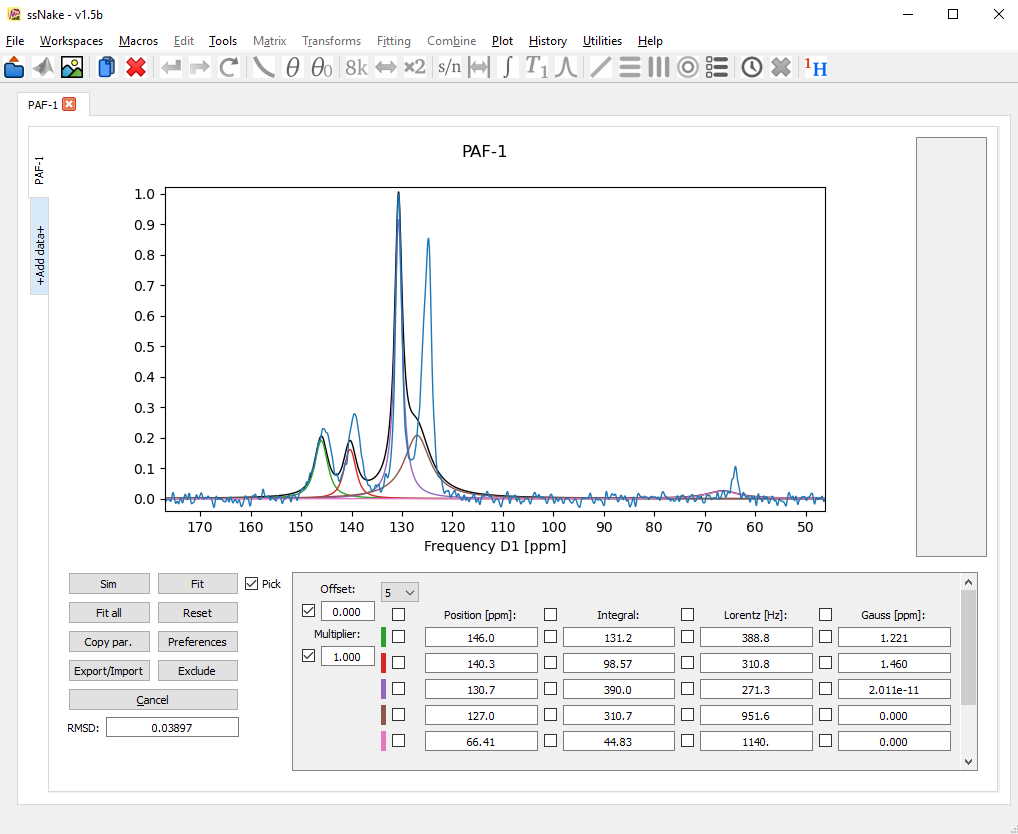 ssNake - v1.5b
File Workspaces Macros Edit Tools Matrix Transforms Fitting Combine Plot History Utilities Help
θ θ0 8k ×2 s/n ∫ T1 1H
PAF-1
PAF-1
+Add data+
PAF-1
1.0
0.9
0.8
0.7
0.6
0.5
0.4
0.3
0.2
0.1
0.0
170 160 150 140 130 120 110 100 90 80 70 60 50
Frequency D1 [ppm]
Sim Fit Pick
Fit all Reset
Copy par. Preferences
Export/Import Exclude
Cancel
RMSD: 0.03897
Offset: 5
0.000
Multiplier:
1.000
Position [ppm]: Integral: Lorentz [Hz]: Gauss [ppm]:
146.0 131.2 388.8 1.221
140.3 98.57 310.8 1.460
130.7 390.0 271.3 2.011e-11
127.0 310.7 951.6 0.000
66.41 44.83 1140. 0.000